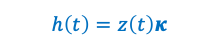 h(t) = z(t)κ